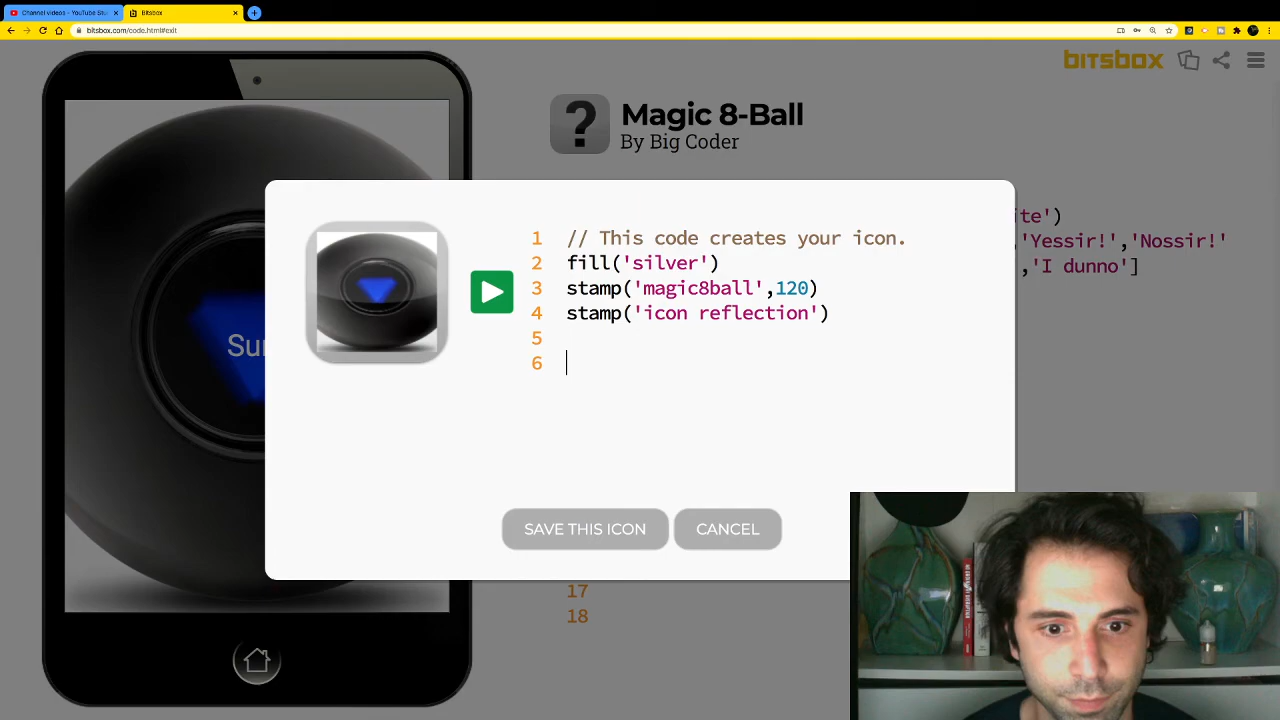 Channel videos - YouTube Stu
Bitsbox
bitsbox.com/code.html#exit
bitsbox
Magic 8-Ball
By Big Coder
ite')
,'Yessir!','Nossir!'
,'I dunno']
1 // This code creates your icon.
2 fill('silver')
3 stamp('magic8ball',120)
4 stamp('icon reflection')
5
6
Sur
SAVE THIS ICON
CANCEL
17
18